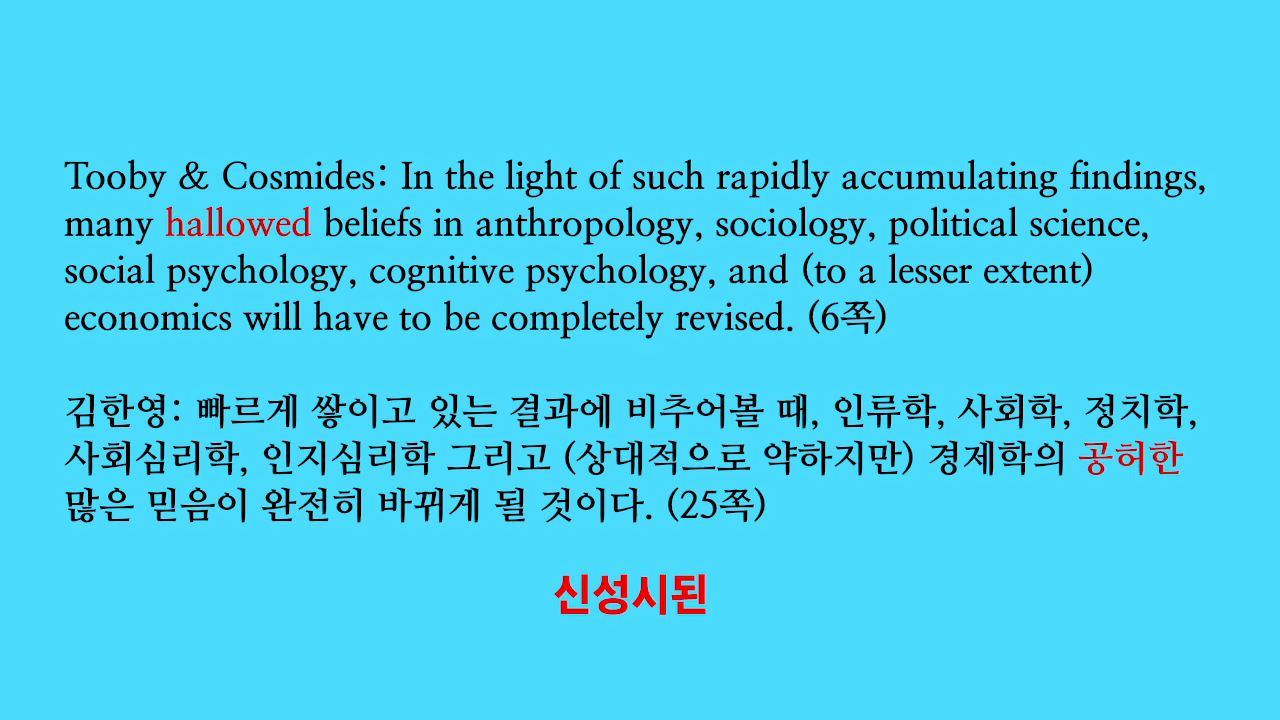 Tooby & Cosmides: In the light of such rapidly accumulating findings,
many hallowed beliefs in anthropology, sociology, political science,
social psychology, cognitive psychology, and (to a lesser extent)
economics will have to be completely revised. (6쪽)
김한영: 빠르게 쌓이고 있는 결과에 비추어볼 때, 인류학, 사회학, 정치학,
사회심리학, 인지심리학 그리고 (상대적으로 약하지만) 경제학의 공허한
많은 믿음이 완전히 바뀌게 될 것이다. (25쪽)
신성시된